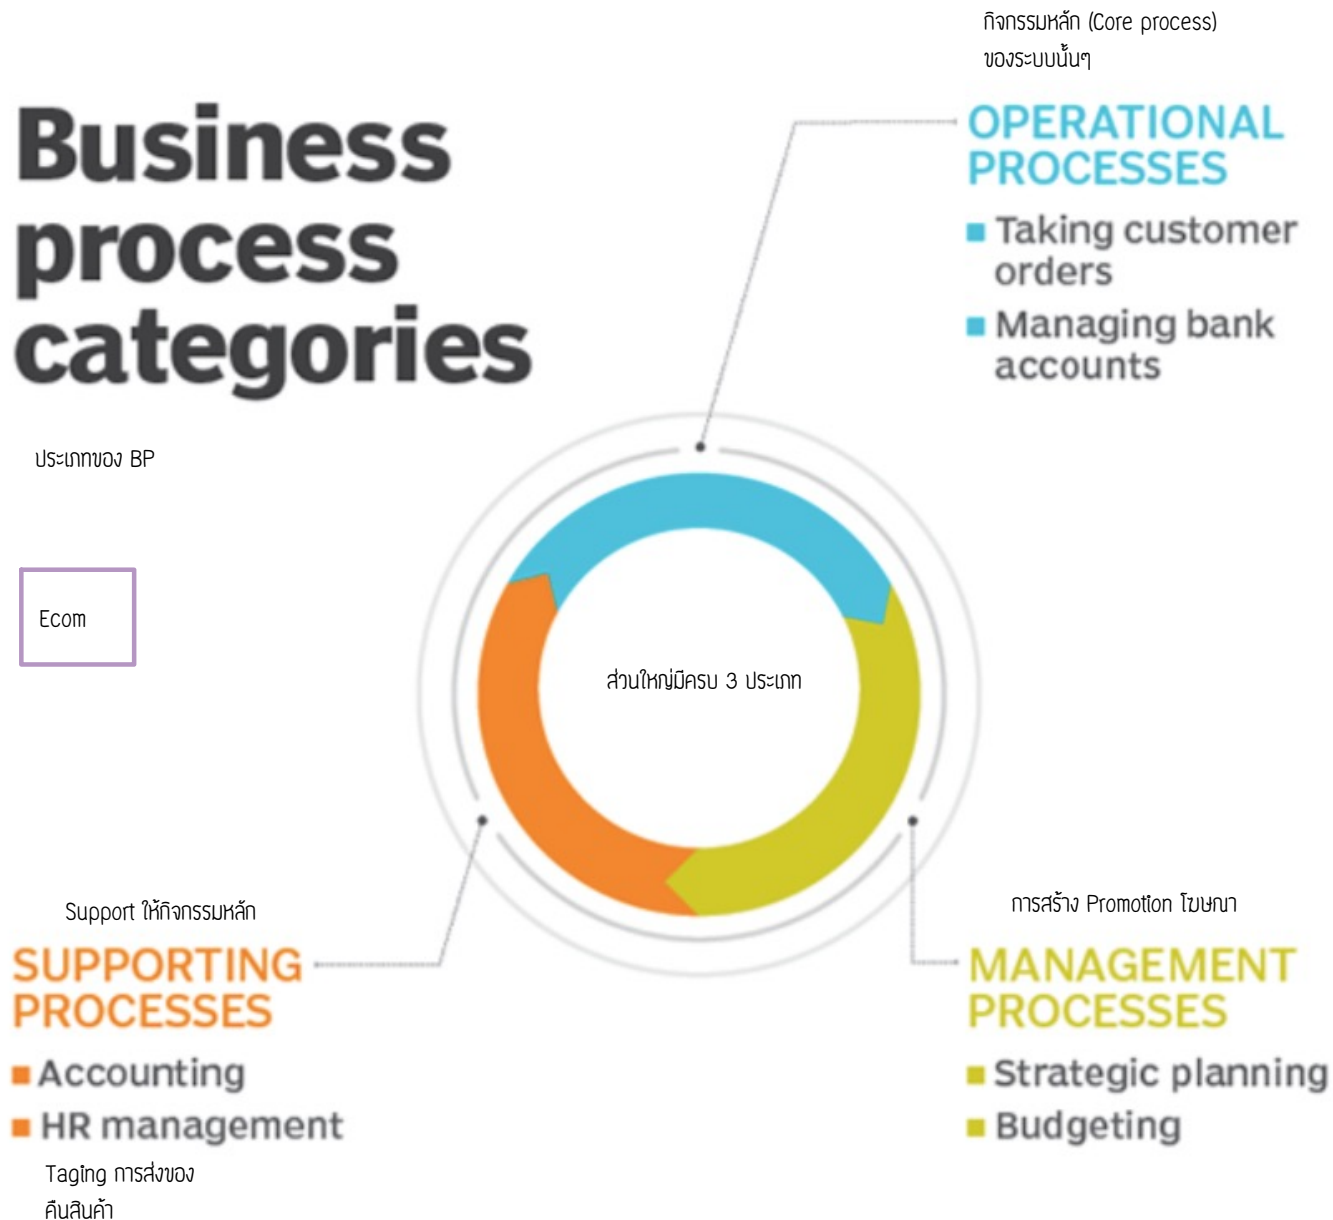 กิจกรรมหลัก (Core process)
ของระบบนั้นๆ
Business
process
categories
OPERATIONAL
PROCESSES
Taking customer
orders
Managing bank
accounts
ประเภทของ BP
Ecom
ส่วนใหญ่มีครบ 3 ประเภท
Support ให้กิจกรรมหลัก
SUPPORTING
PROCESSES
Accounting
HR management
Taging การส่งของ
คืนสินค้า
การสร้าง Promotion โฆษณา
MANAGEMENT
PROCESSES
Strategic planning
Budgeting